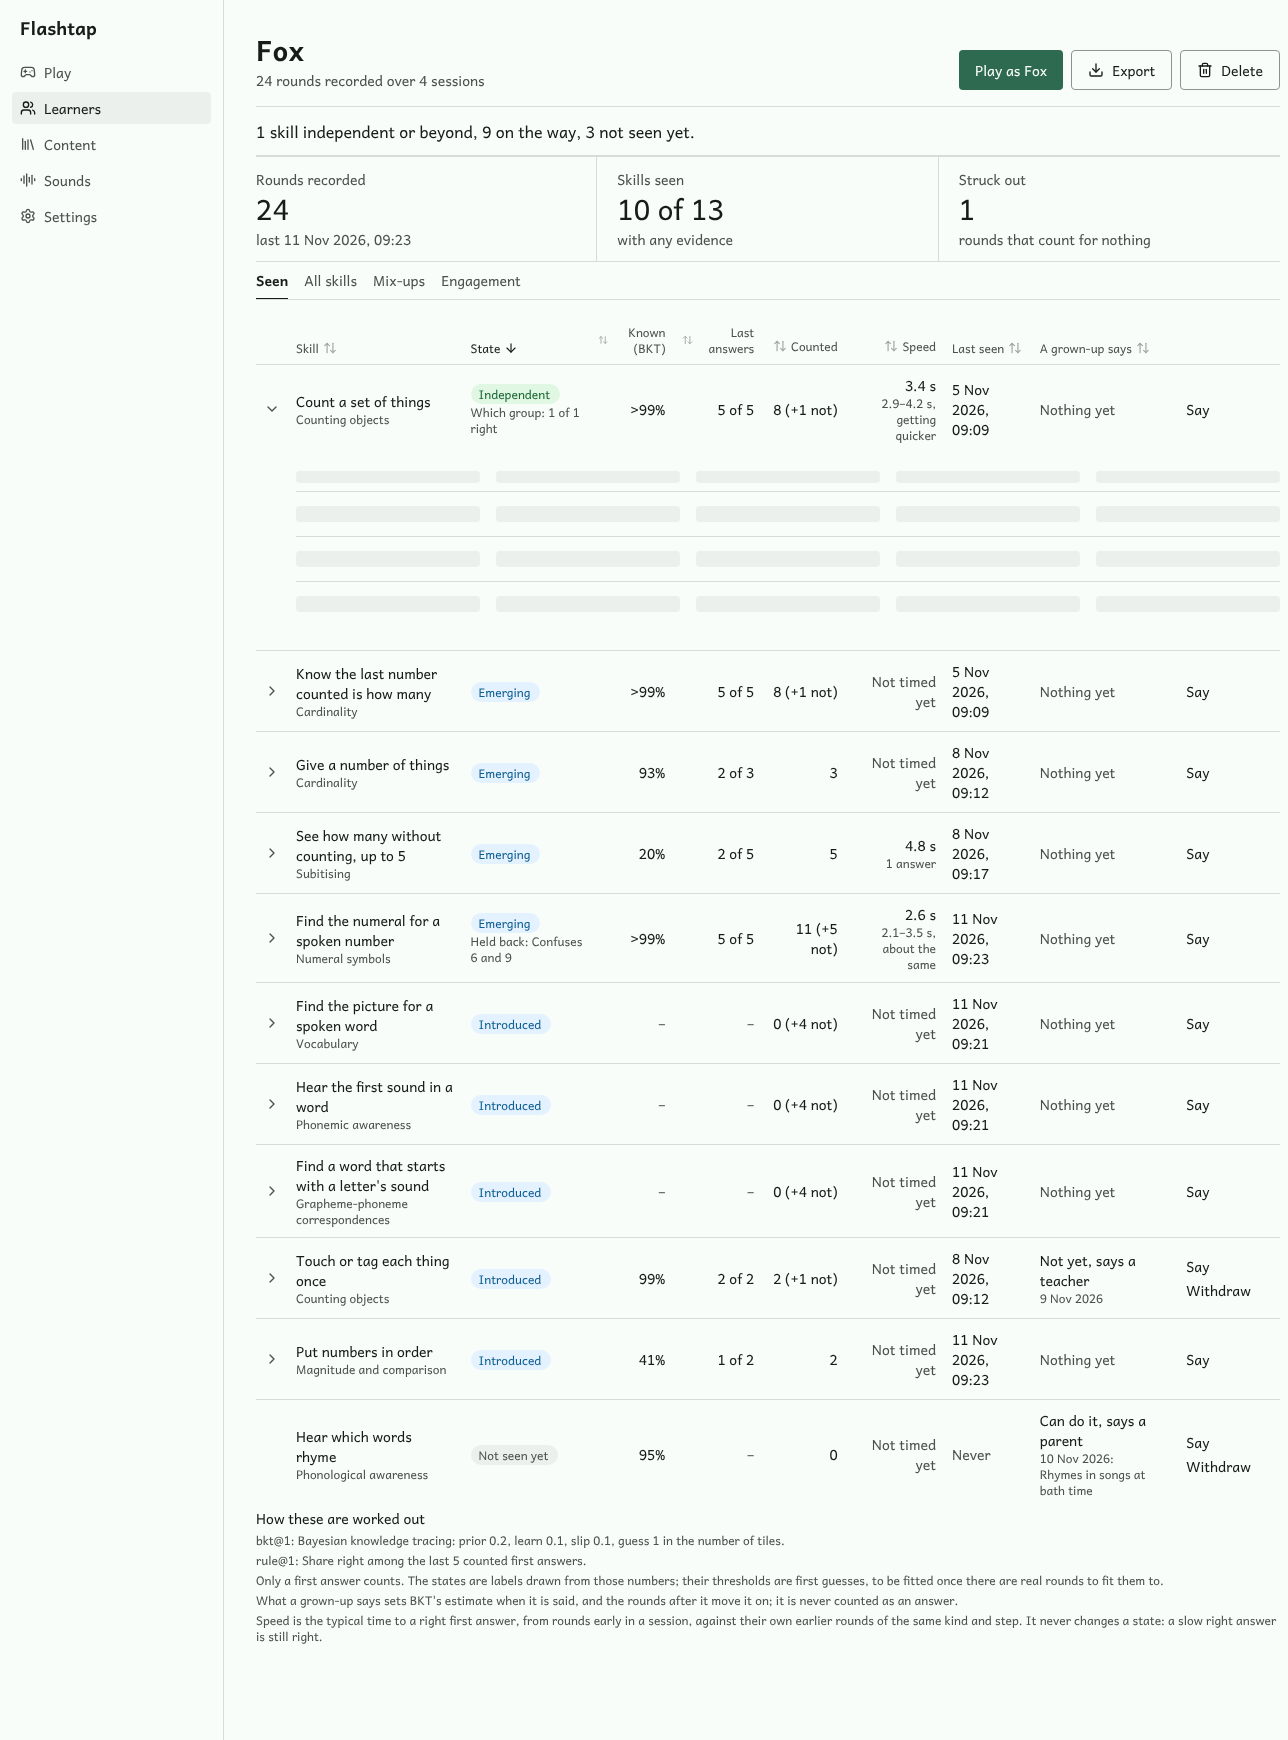 Flashtap
Play
Learners
Content
Sounds
Settings
Fox
24 rounds recorded over 4 sessions
Play as Fox
Export
Delete
1 skill independent or beyond, 9 on the way, 3 not seen yet.
Rounds recorded
24
last 11 Nov 2026, 09:23
Skills seen
10 of 13
with any evidence
Struck out
1
rounds that count for nothing
Seen All skills Mix-ups Engagement
Skill State Known (BKT) Last answers Counted Speed Last seen A grown-up says
Count a set of things
Counting objects
Independent
Which group: 1 of 1
right
>99%
5 of 5
8 (+1 not)
3.4 s
2.9–4.2 s,
getting
quicker
5 Nov
2026,
09:09
Nothing yet
Say
Know the last number
counted is how many
Cardinality
Emerging
>99%
5 of 5
8 (+1 not)
Not timed
yet
5 Nov
2026,
09:09
Nothing yet
Say
Give a number of things
Cardinality
Emerging
93%
2 of 3
3
Not timed
yet
8 Nov
2026,
09:12
Nothing yet
Say
See how many without
counting, up to 5
Subitising
Emerging
20%
2 of 5
5
4.8 s
1 answer
8 Nov
2026,
09:17
Nothing yet
Say
Find the numeral for a
spoken number
Numeral symbols
Emerging
Held back: Confuses
6 and 9
>99%
5 of 5
11 (+5
not)
2.6 s
2.1–3.5 s,
about the
same
11 Nov
2026,
09:23
Nothing yet
Say
Find the picture for a
spoken word
Vocabulary
Introduced
–
–
0 (+4 not)
Not timed
yet
11 Nov
2026,
09:21
Nothing yet
Say
Hear the first sound in a
word
Phonemic awareness
Introduced
–
–
0 (+4 not)
Not timed
yet
11 Nov
2026,
09:21
Nothing yet
Say
Find a word that starts
with a letter's sound
Grapheme-phoneme
correspondences
Introduced
–
–
0 (+4 not)
Not timed
yet
11 Nov
2026,
09:21
Nothing yet
Say
Touch or tag each thing
once
Counting objects
Introduced
99%
2 of 2
2 (+1 not)
Not timed
yet
8 Nov
2026,
09:12
Not yet, says a
teacher
9 Nov 2026
Say
Withdraw
Put numbers in order
Magnitude and comparison
Introduced
41%
1 of 2
2
Not timed
yet
11 Nov
2026,
09:23
Nothing yet
Say
Hear which words
rhyme
Phonological awareness
Not seen yet
95%
–
0
Not timed
yet
Never
Can do it, says a
parent
10 Nov 2026:
Rhymes in songs at
bath time
Say
Withdraw
How these are worked out
bkt@1: Bayesian knowledge tracing: prior 0.2, learn 0.1, slip 0.1, guess 1 in the number of tiles.
rule@1: Share right among the last 5 counted first answers.
Only a first answer counts. The states are labels drawn from those numbers; their thresholds are first guesses, to be fitted once there are real rounds to fit them to.
What a grown-up says sets BKT's estimate when it is said, and the rounds after it move it on; it is never counted as an answer.
Speed is the typical time to a right first answer, from rounds early in a session, against their own earlier rounds of the same kind and step. It never changes a state: a slow right answer
is still right.